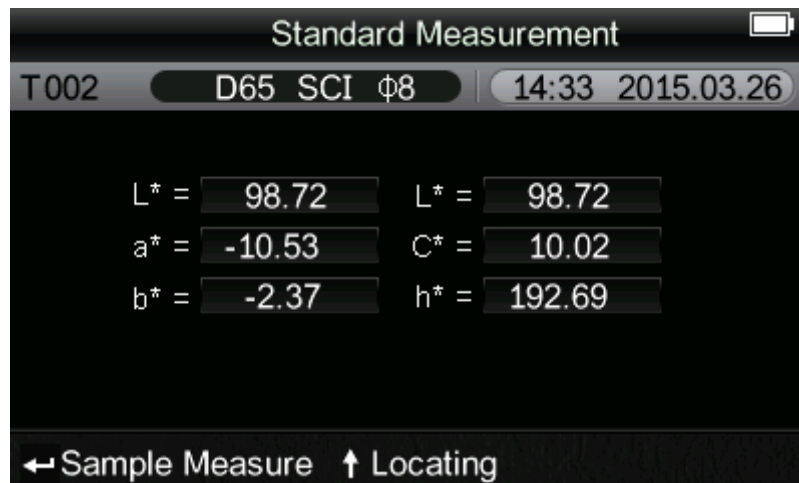 Standard Measurement
T002 D65 SCI Φ8 14:33 2015.03.26
L* = 98.72 L* = 98.72
a* = -10.53 C* = 10.02
b* = -2.37 h* = 192.69
Sample Measure Locating